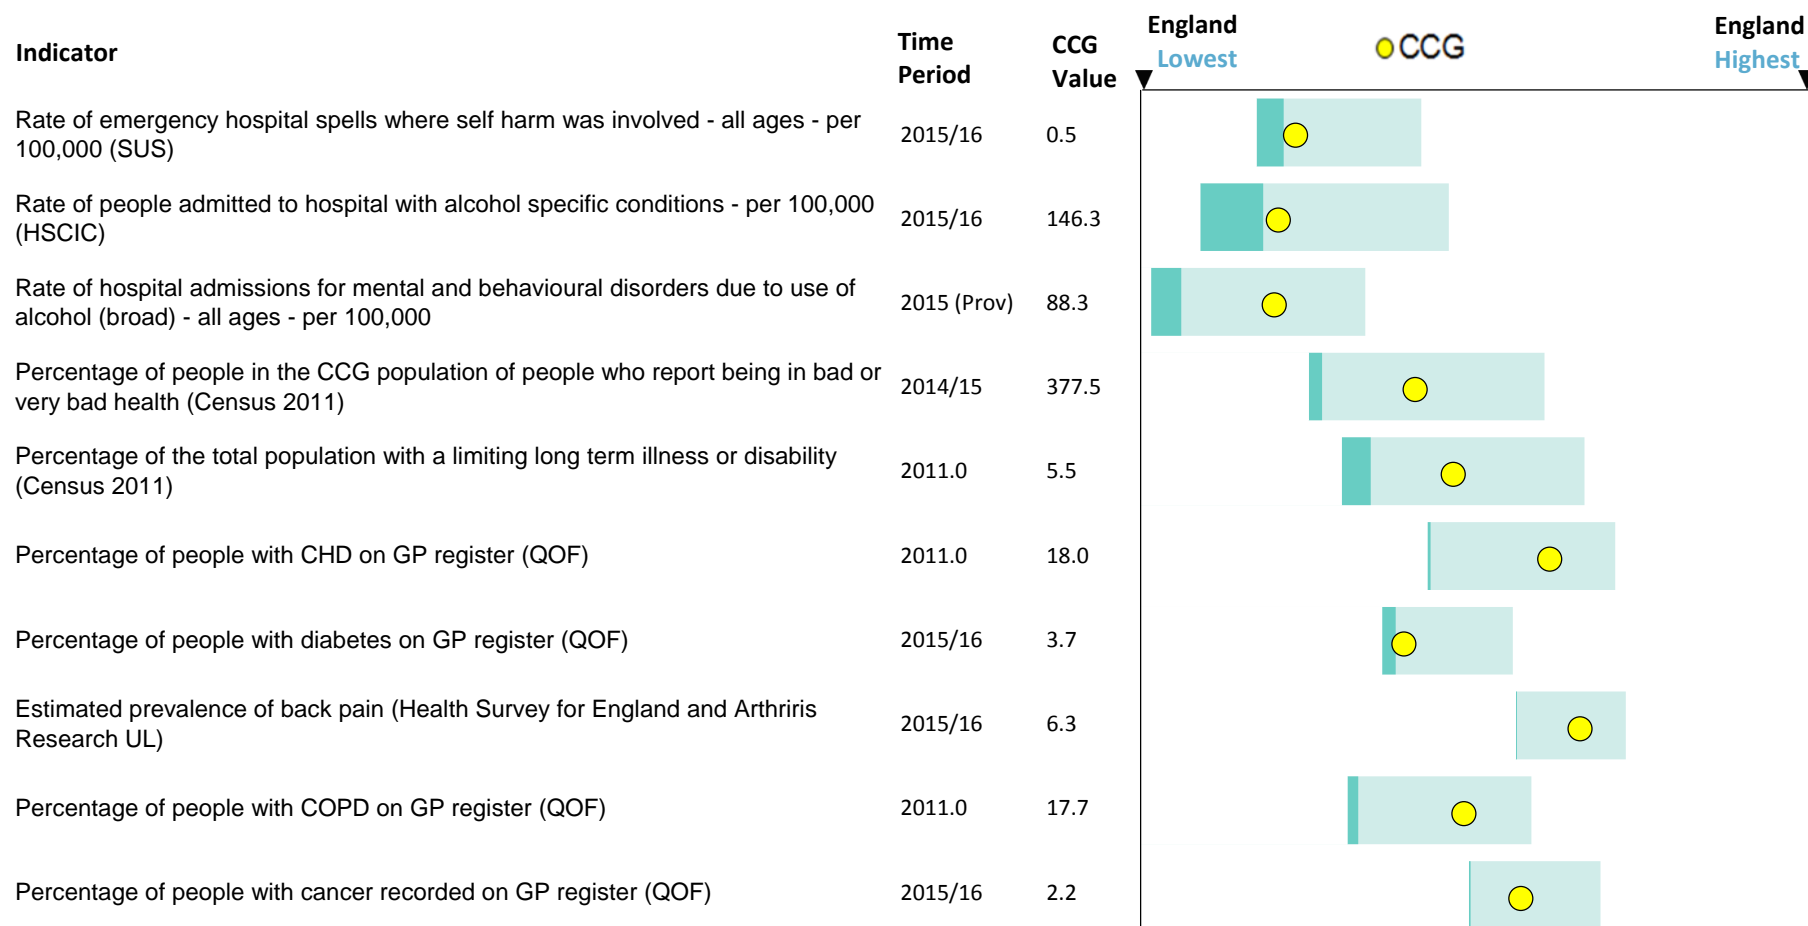 Indicator
Time
Period
CCG
Value
England
Lowest
CCG
England
Highest
Rate of emergency hospital spells where self harm was involved - all ages - per
100,000 (SUS)
2015/16
0.5
Rate of people admitted to hospital with alcohol specific conditions - per 100,000
(HSCIC)
2015/16
146.3
Rate of hospital admissions for mental and behavioural disorders due to use of
alcohol (broad) - all ages - per 100,000
2015 (Prov)
88.3
Percentage of people in the CCG population of people who report being in bad or
very bad health (Census 2011)
2014/15
377.5
Percentage of the total population with a limiting long term illness or disability
(Census 2011)
2011.0
5.5
Percentage of people with CHD on GP register (QOF)
2011.0
18.0
Percentage of people with diabetes on GP register (QOF)
2015/16
3.7
Estimated prevalence of back pain (Health Survey for England and Arthriris
Research UL)
2015/16
6.3
Percentage of people with COPD on GP register (QOF)
2011.0
17.7
Percentage of people with cancer recorded on GP register (QOF)
2015/16
2.2